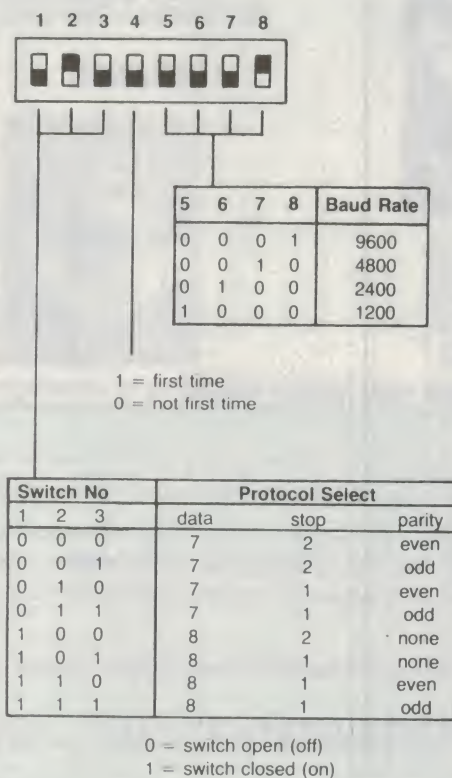 1 2 3 4 5 6 7 8
5 6 7 8 Baud Rate
0 0 0 1 9600
0 0 1 0 4800
0 1 0 0 2400
1 0 0 0 1200
1 = first time
0 = not first time
Switch No Protocol Select
1 2 3 data stop parity
0 0 0 7 2 even
0 0 1 7 2 odd
0 1 0 7 1 even
0 1 1 7 1 odd
1 0 0 8 2 none
1 0 1 8 1 none
1 1 0 8 1 even
1 1 1 8 1 odd
0 = switch open (off)
1 = switch closed (on)